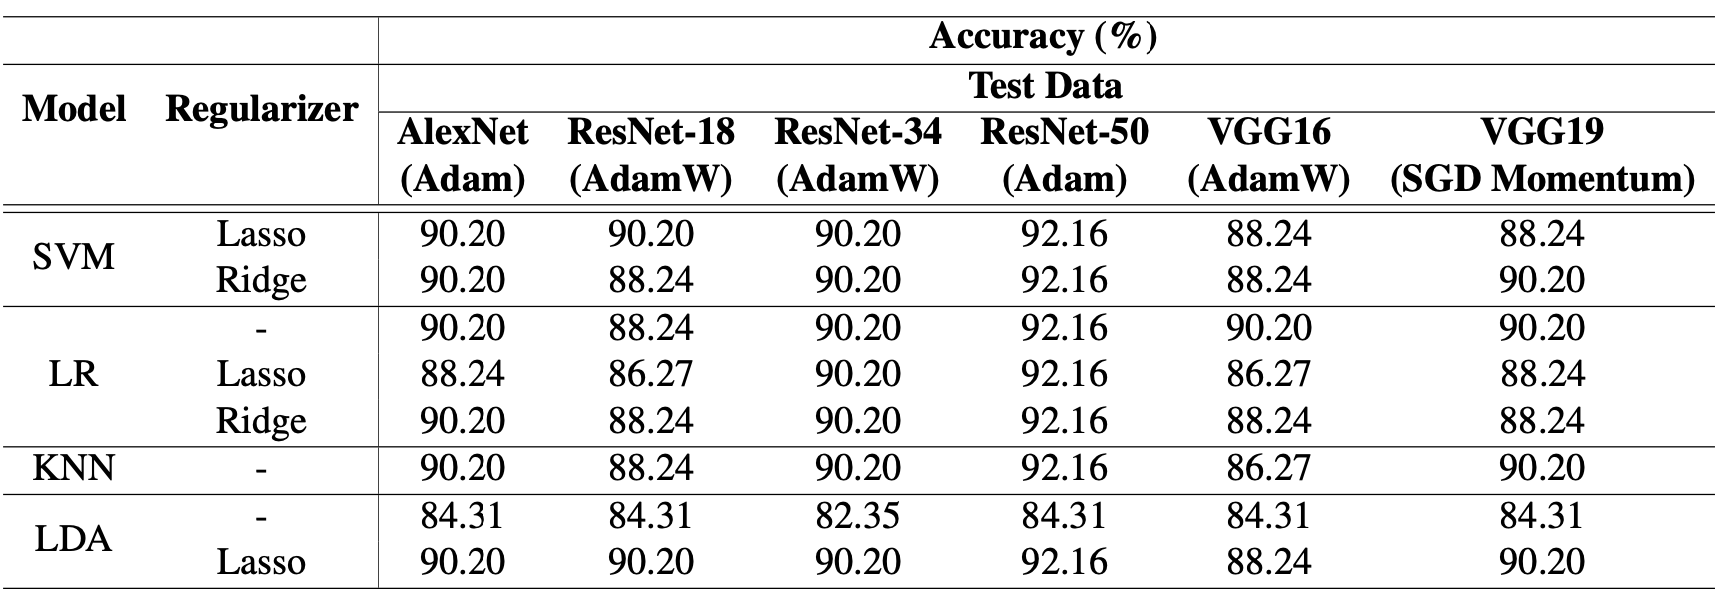 Accuracy (%)
Test Data
Model Regularizer
AlexNet ResNet-18 ResNet-34 ResNet-50 VGG16 VGG19
(Adam) (AdamW) (AdamW) (Adam) (AdamW) (SGD Momentum)
SVM
Lasso 90.20 90.20 90.20 92.16 88.24 88.24
Ridge 90.20 88.24 90.20 92.16 88.24 90.20
LR
- 90.20 88.24 90.20 92.16 90.20 90.20
Lasso 88.24 86.27 90.20 92.16 86.27 88.24
Ridge 90.20 88.24 90.20 92.16 88.24 88.24
KNN - 90.20 88.24 90.20 92.16 86.27 90.20
LDA
- 84.31 84.31 82.35 84.31 84.31 84.31
Lasso 90.20 90.20 90.20 92.16 88.24 90.20